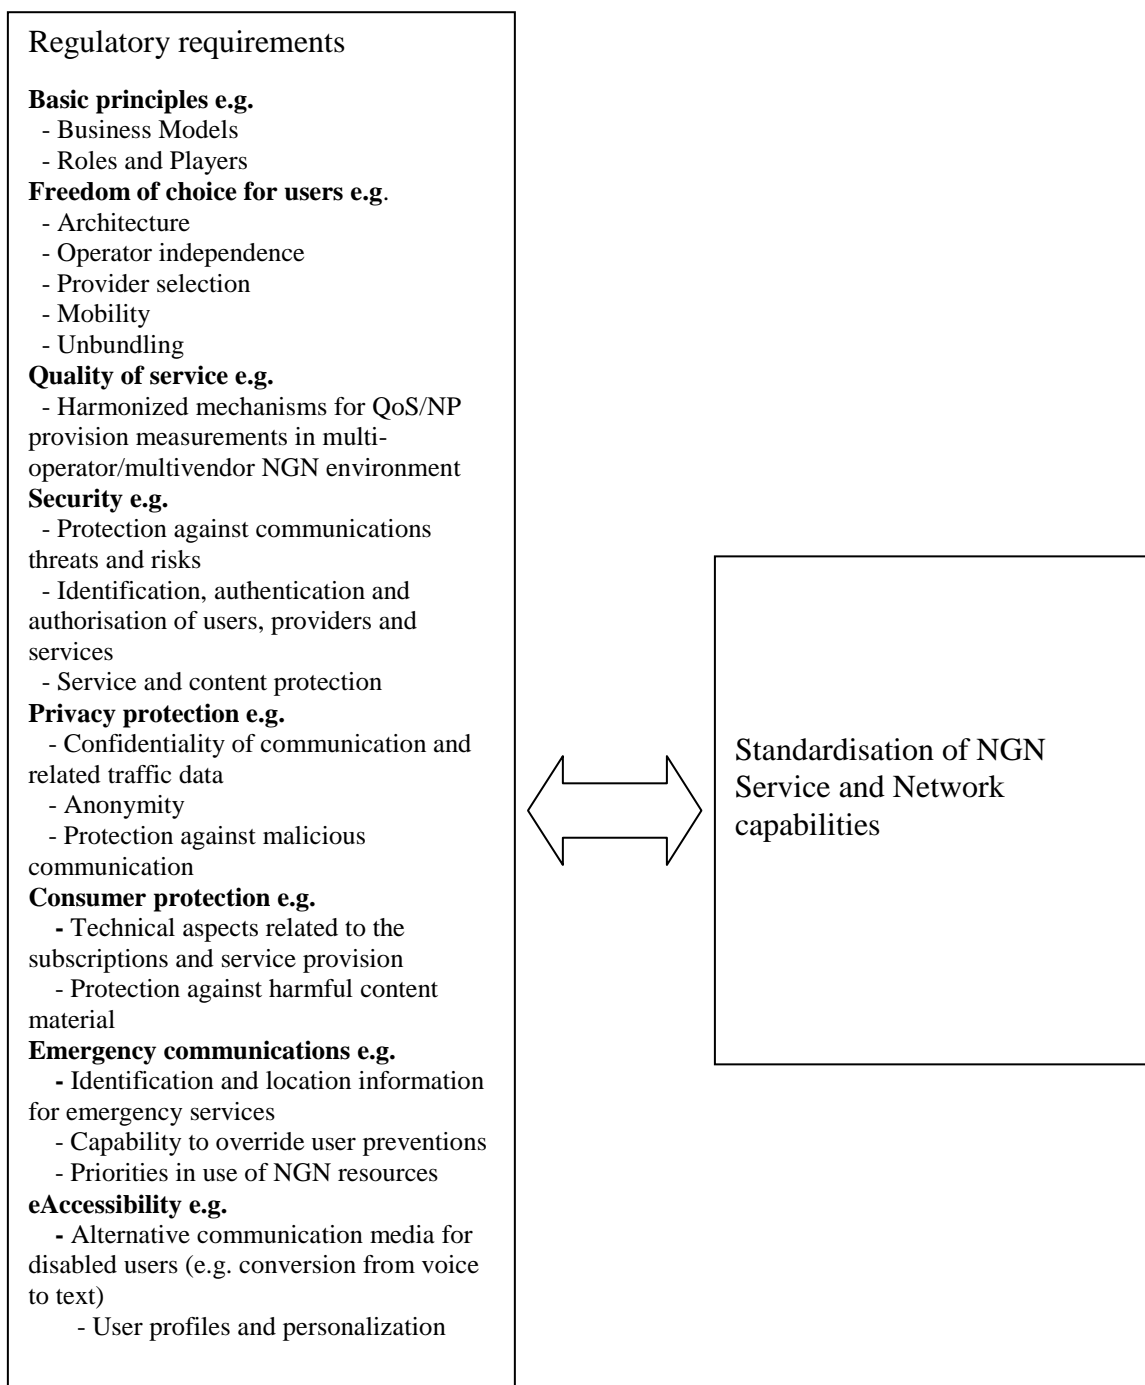 Regulatory requirements
Basic principles e.g.
- Business Models
- Roles and Players
Freedom of choice for users e.g.
- Architecture
- Operator independence
- Provider selection
- Mobility
- Unbundling
Quality of service e.g.
- Harmonized mechanisms for QoS/NP
provision measurements in multi-
operator/multivendor NGN environment
Security e.g.
- Protection against communications
threats and risks
- Identification, authentication and
authorisation of users, providers and
services
- Service and content protection
Privacy protection e.g.
- Confidentiality of communication and
related traffic data
- Anonymity
- Protection against malicious
communication
Consumer protection e.g.
- Technical aspects related to the
subscriptions and service provision
- Protection against harmful content
material
Emergency communications e.g.
- Identification and location information
for emergency services
- Capability to override user preventions
- Priorities in use of NGN resources
eAccessibility e.g.
- Alternative communication media for
disabled users (e.g. conversion from voice
to text)
- User profiles and personalization
Standardisation of NGN
Service and Network
capabilities